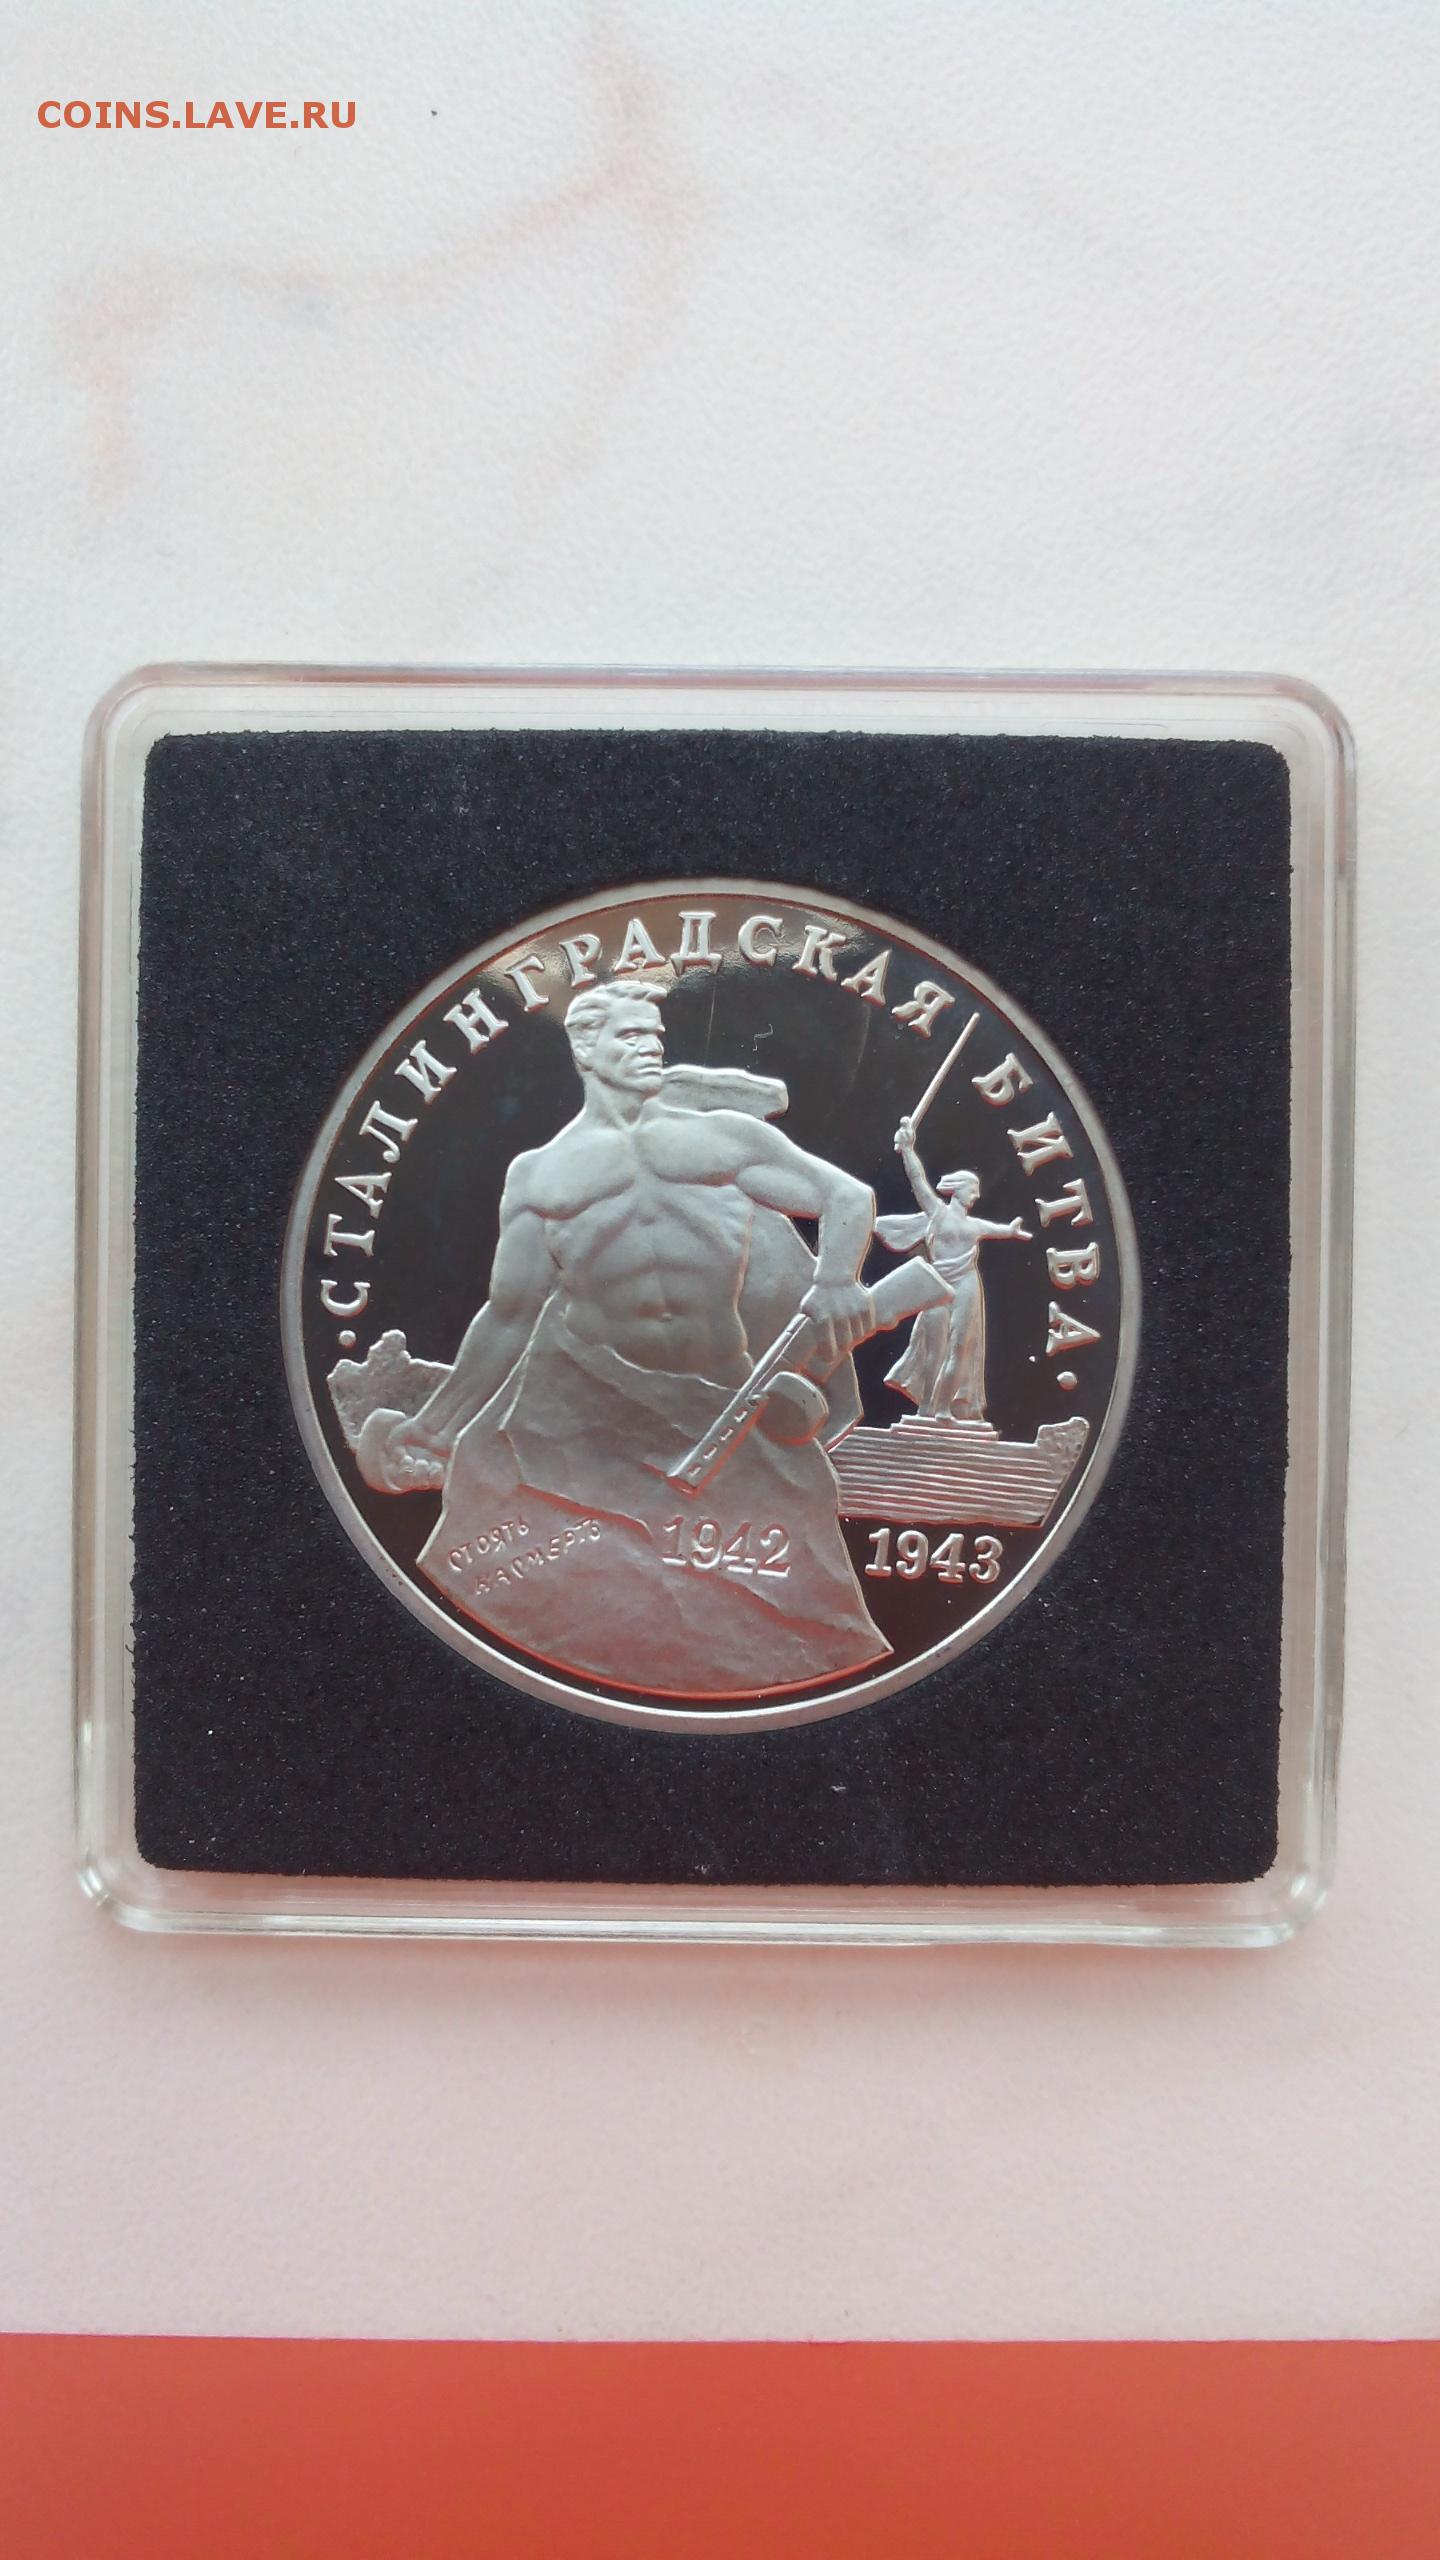 COINS.LAVE.RU
• СТАЛИНГРАДСКАЯ БИТВА •
СТОЯТЬ
НАСМЕРТЬ
1942 1943